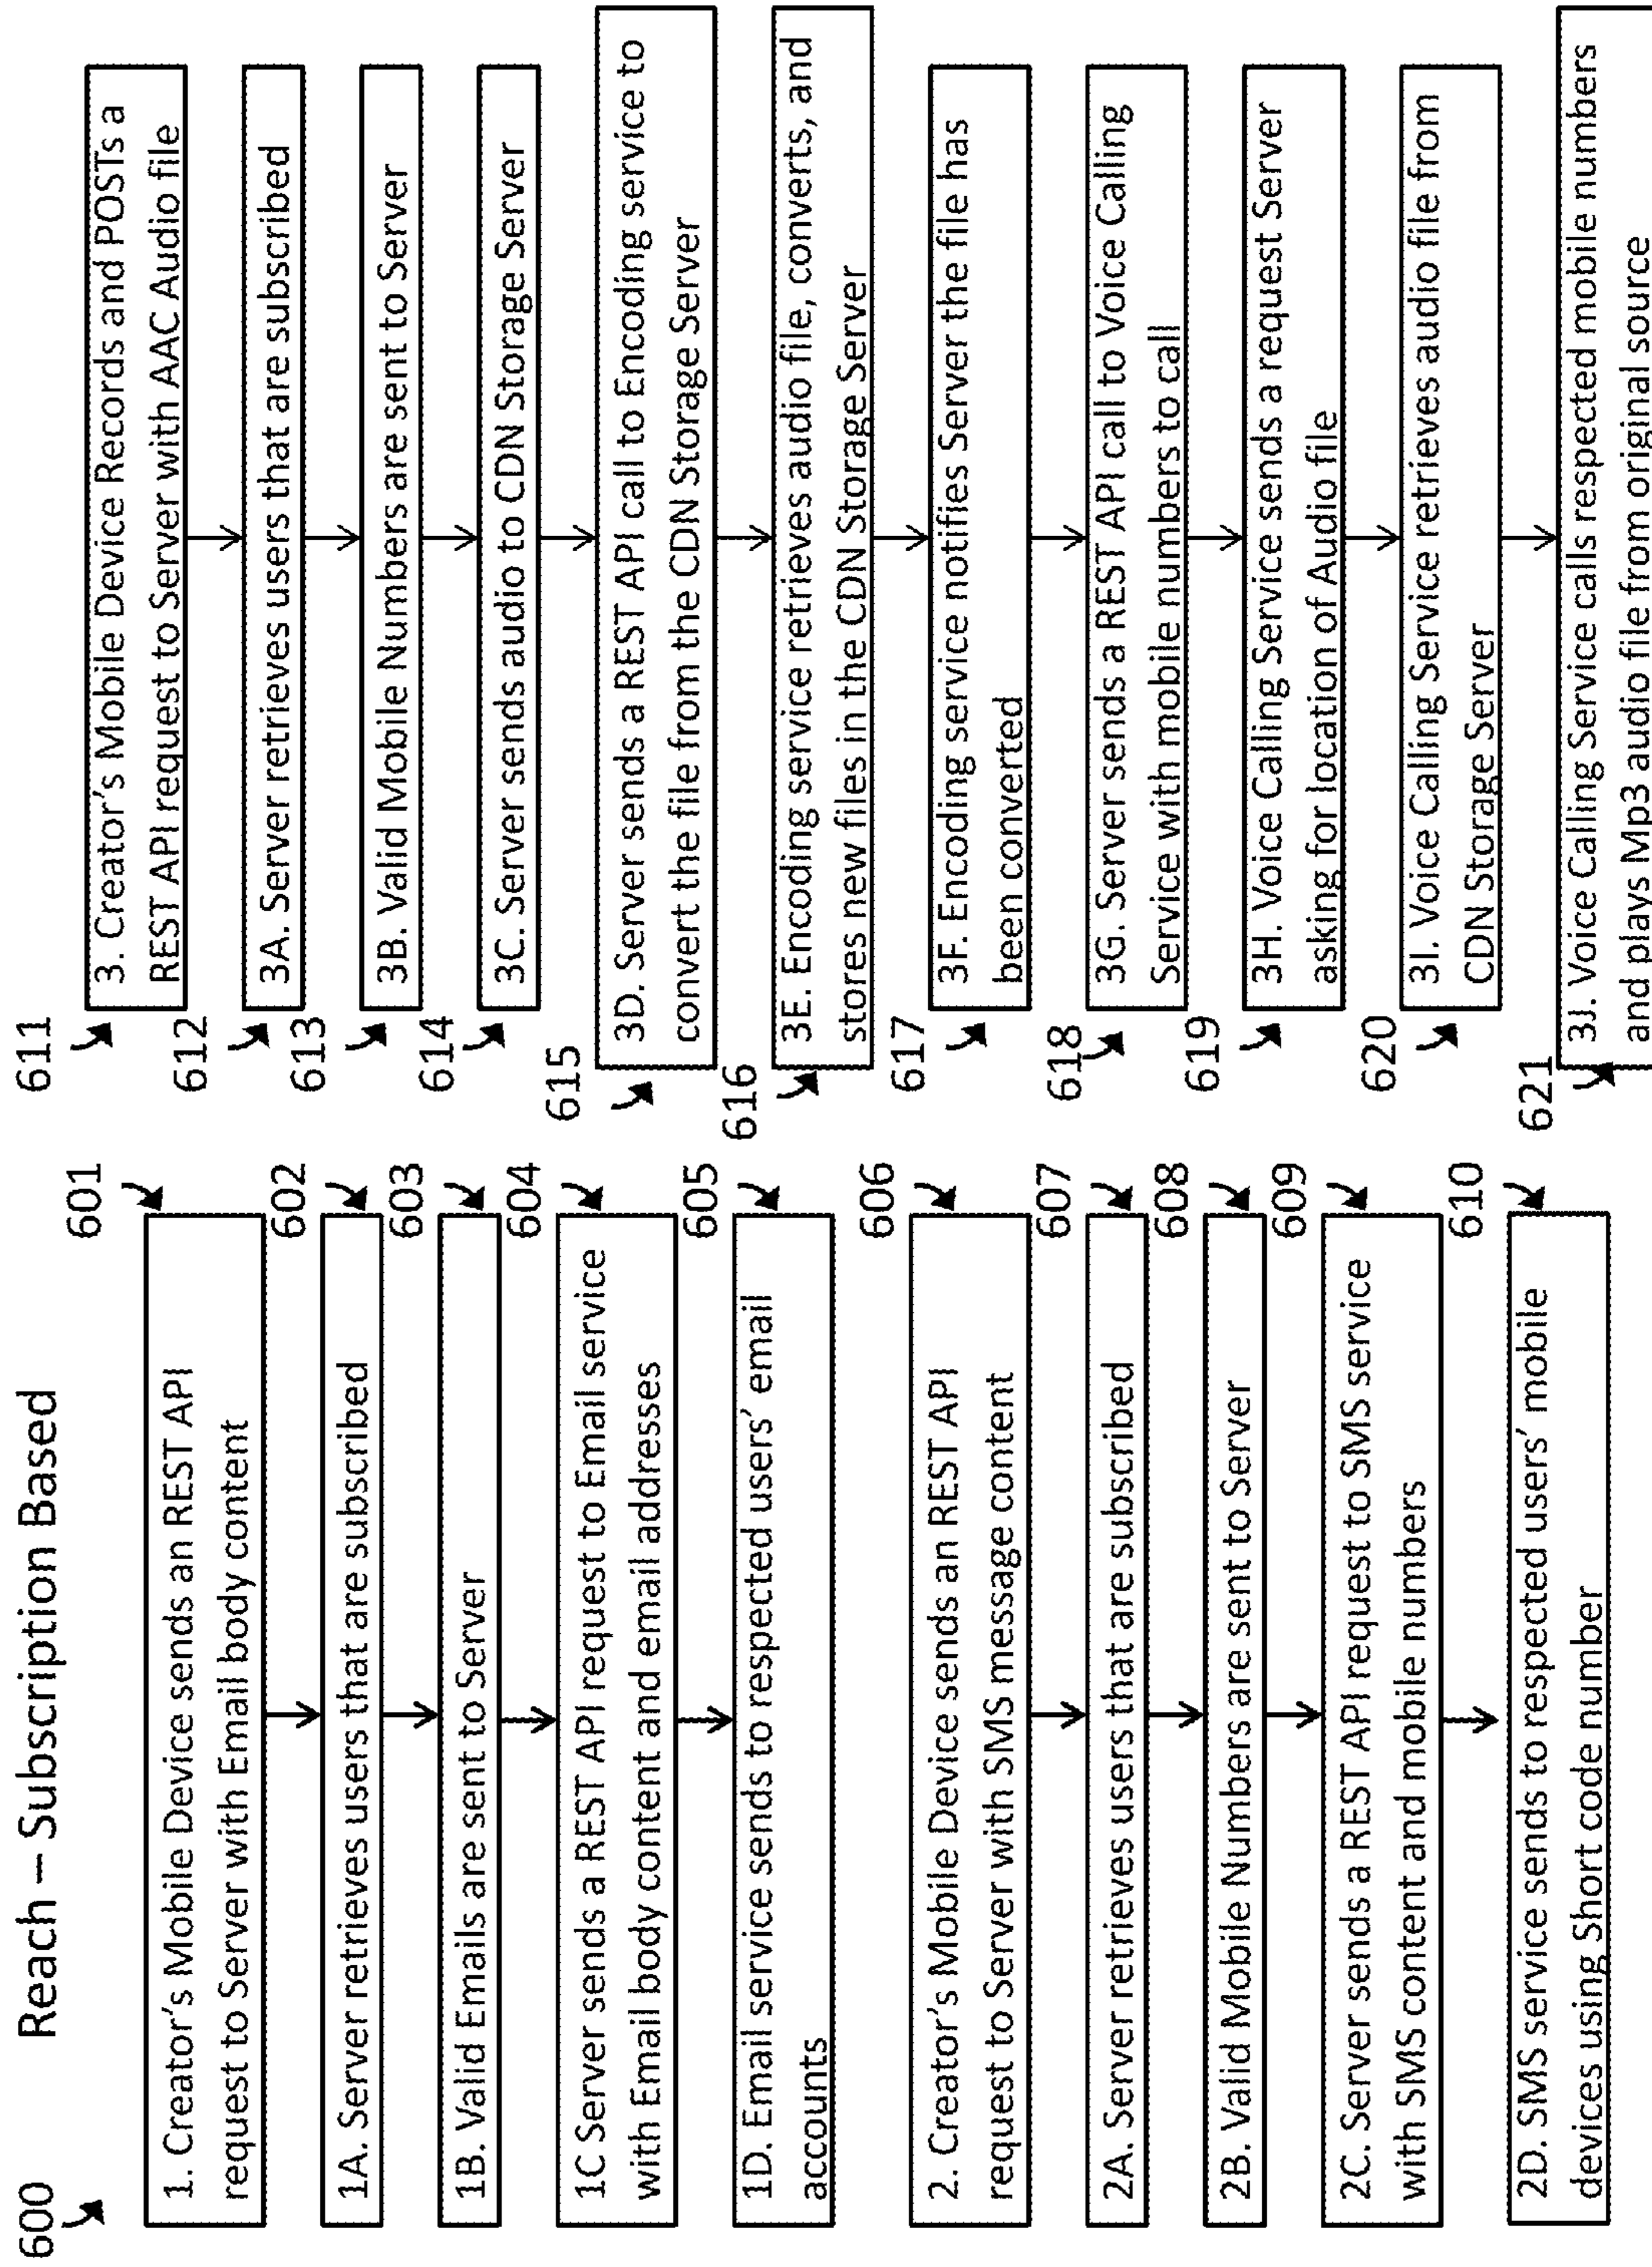 600
Reach – Subscription Based
601
1. Creator's Mobile Device sends an REST API
request to Server with Email body content
602
1A. Server retrieves users that are subscribed
603
1B. Valid Emails are sent to Server
604
1C Server sends a REST API request to Email service
with Email body content and email addresses
605
1D. Email service sends to respected users' email
accounts
606
2. Creator's Mobile Device sends an REST API
request to Server with SMS message content
607
2A. Server retrieves users that are subscribed
608
2B. Valid Mobile Numbers are sent to Server
609
2C. Server sends a REST API request to SMS service
with SMS content and mobile numbers
610
2D. SMS service sends to respected users' mobile
devices using Short code number
611
3. Creator's Mobile Device Records and POSTs a
REST API request to Server with AAC Audio file
612
3A. Server retrieves users that are subscribed
613
3B. Valid Mobile Numbers are sent to Server
614
3C. Server sends audio to CDN Storage Server
615
3D. Server sends a REST API call to Encoding service to
convert the file from the CDN Storage Server
616
3E. Encoding service retrieves audio file, converts, and
stores new files in the CDN Storage Server
617
3F. Encoding service notifies Server the file has
been converted
618
3G. Server sends a REST API call to Voice Calling
Service with mobile numbers to call
619
3H. Voice Calling Service sends a request Server
asking for location of Audio file
620
3I. Voice Calling Service retrieves audio file from
CDN Storage Server
621
3J. Voice Calling Service calls respected mobile numbers
and plays Mp3 audio file from original source